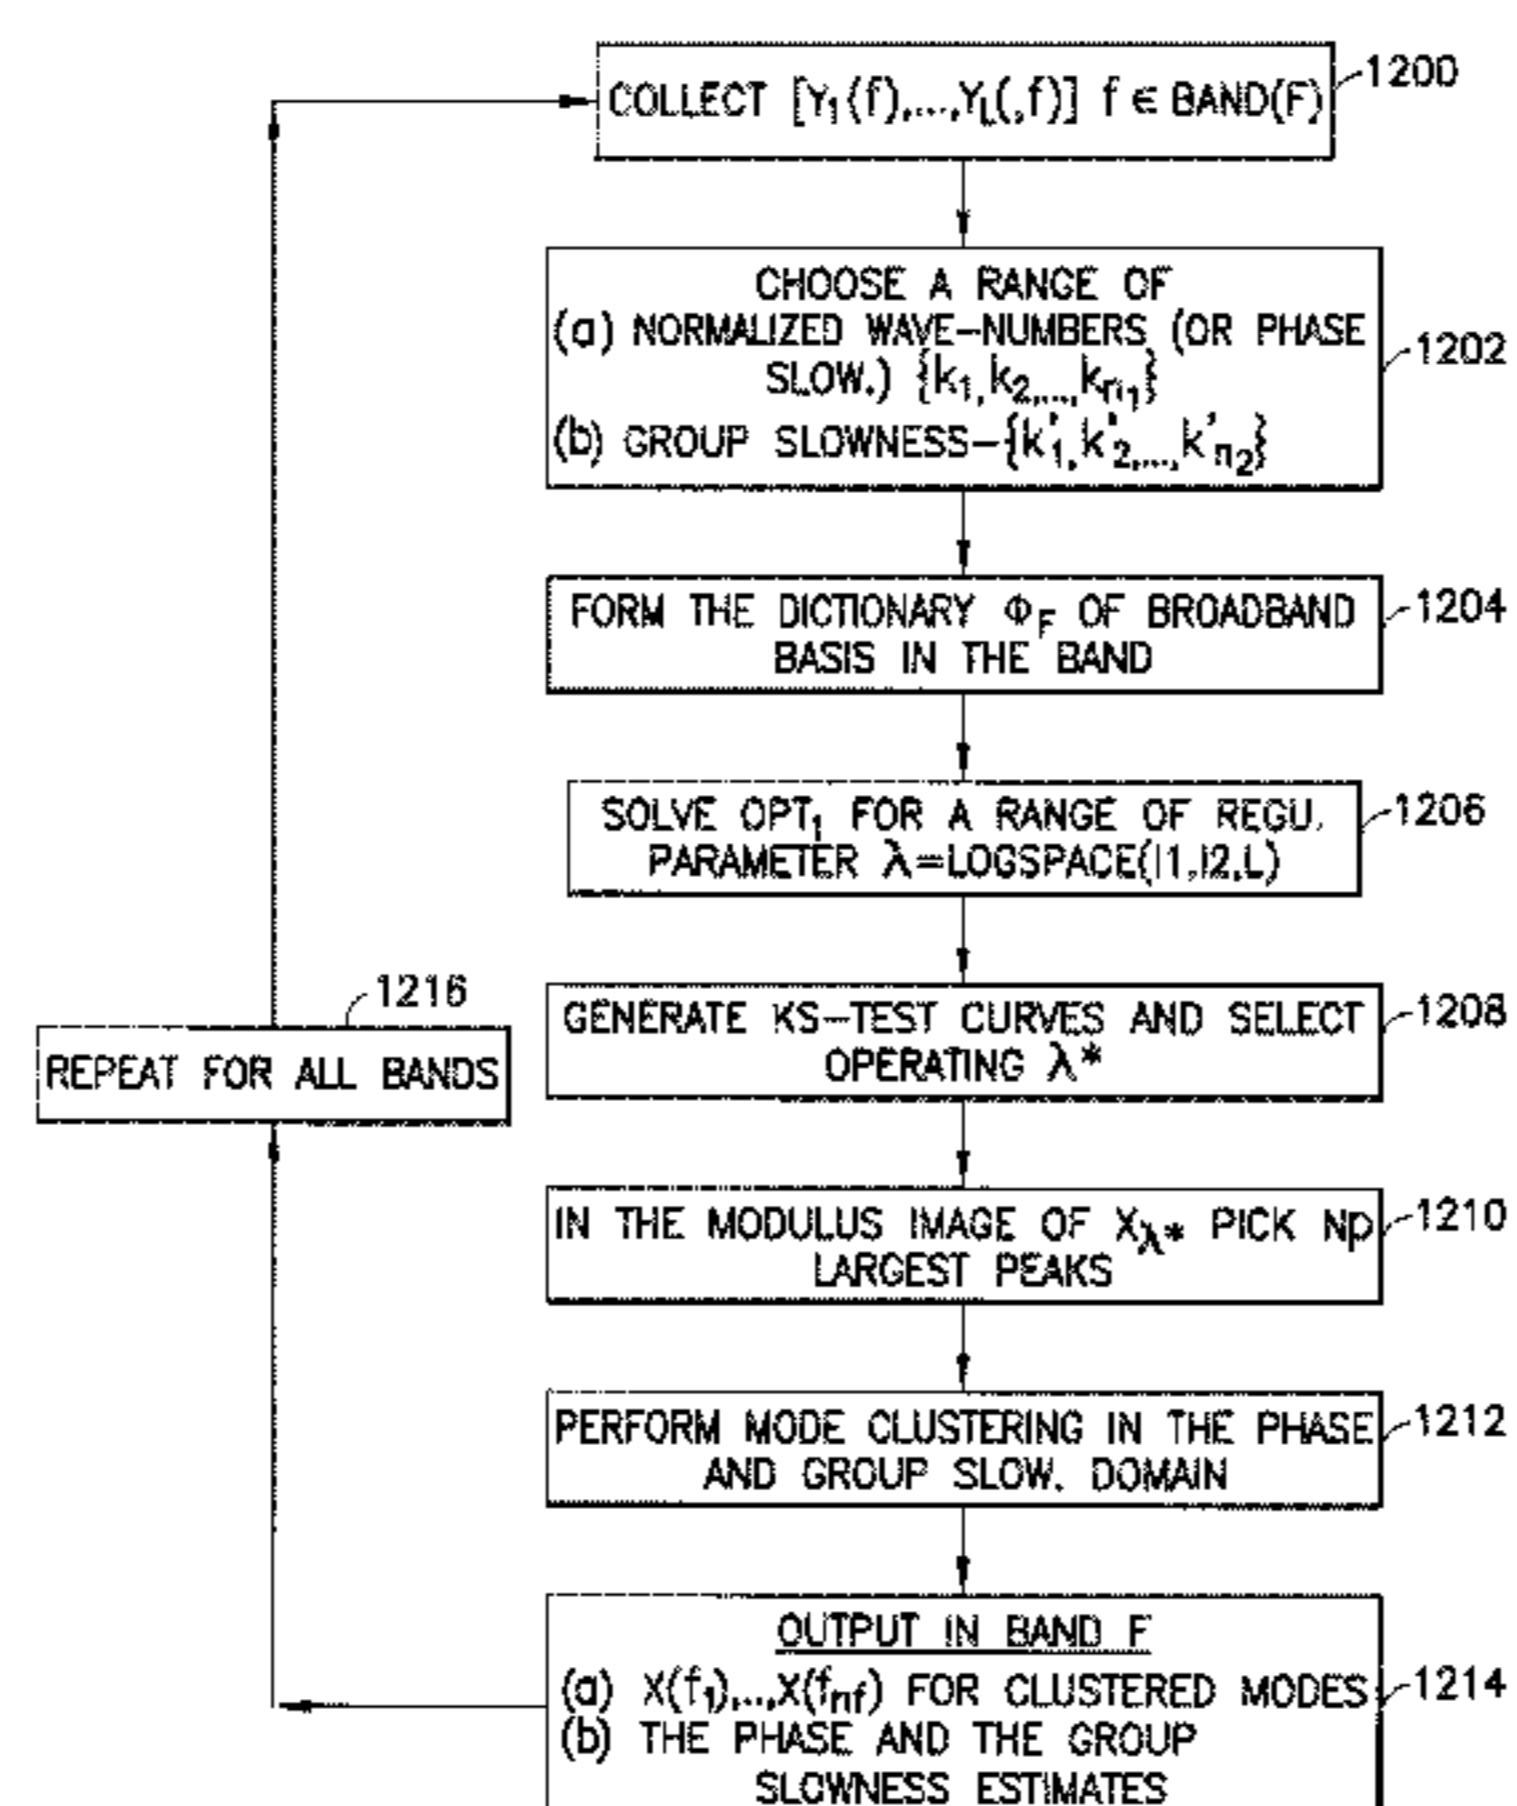 COLLECT [Y1(f),...,YL(,f)] f ∈ BAND(F)
1200
CHOOSE A RANGE OF
(a) NORMALIZED WAVE-NUMBERS (OR PHASE
SLOW.) {k1,k2,...,kn1}
(b) GROUP SLOWNESS-{k'1,k'2,...,k'n2}
1202
FORM THE DICTIONARY ΦF OF BROADBAND
BASIS IN THE BAND
1204
SOLVE OPT1 FOR A RANGE OF REGU.
PARAMETER λ=LOGSPACE(l1,l2,L)
1206
GENERATE KS-TEST CURVES AND SELECT
OPERATING λ*
1208
IN THE MODULUS IMAGE OF Xλ* PICK Np
LARGEST PEAKS
1210
PERFORM MODE CLUSTERING IN THE PHASE
AND GROUP SLOW. DOMAIN
1212
OUTPUT IN BAND F
(a) X(f1),..,X(fnf) FOR CLUSTERED MODES
(b) THE PHASE AND THE GROUP
SLOWNESS ESTIMATES
1214
REPEAT FOR ALL BANDS
1216